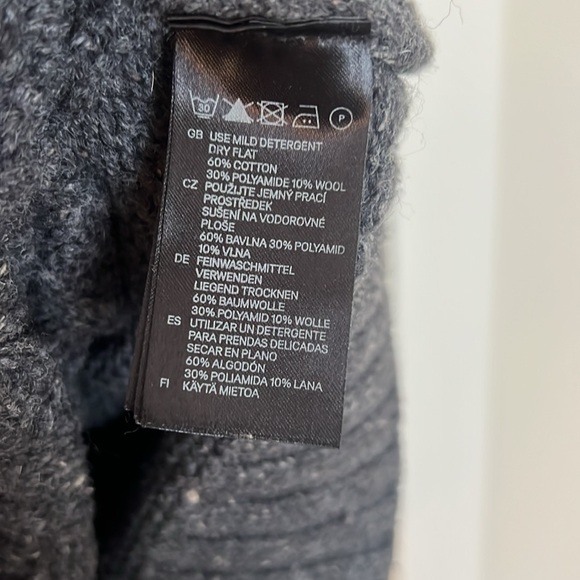 30 P
GB USE MILD DETERGENT
DRY FLAT
60% COTTON
30% POLYAMIDE 10% WOOL
CZ POUŽIJTE JEMNÝ PRACÍ
PROSTŘEDEK
SUŠENÍ NA VODOROVNÉ
PLOŠE
60% BAVLNA 30% POLYAMID
10% VLNA
DE FEINWASCHMITTEL
VERWENDEN
LIEGEND TROCKNEN
60% BAUMWOLLE
30% POLYAMID 10% WOLLE
ES UTILIZAR UN DETERGENTE
PARA PRENDAS DELICADAS
SECAR EN PLANO
60% ALGODÓN
30% POLIAMIDA 10% LANA
FI KÄYTÄ MIETOA